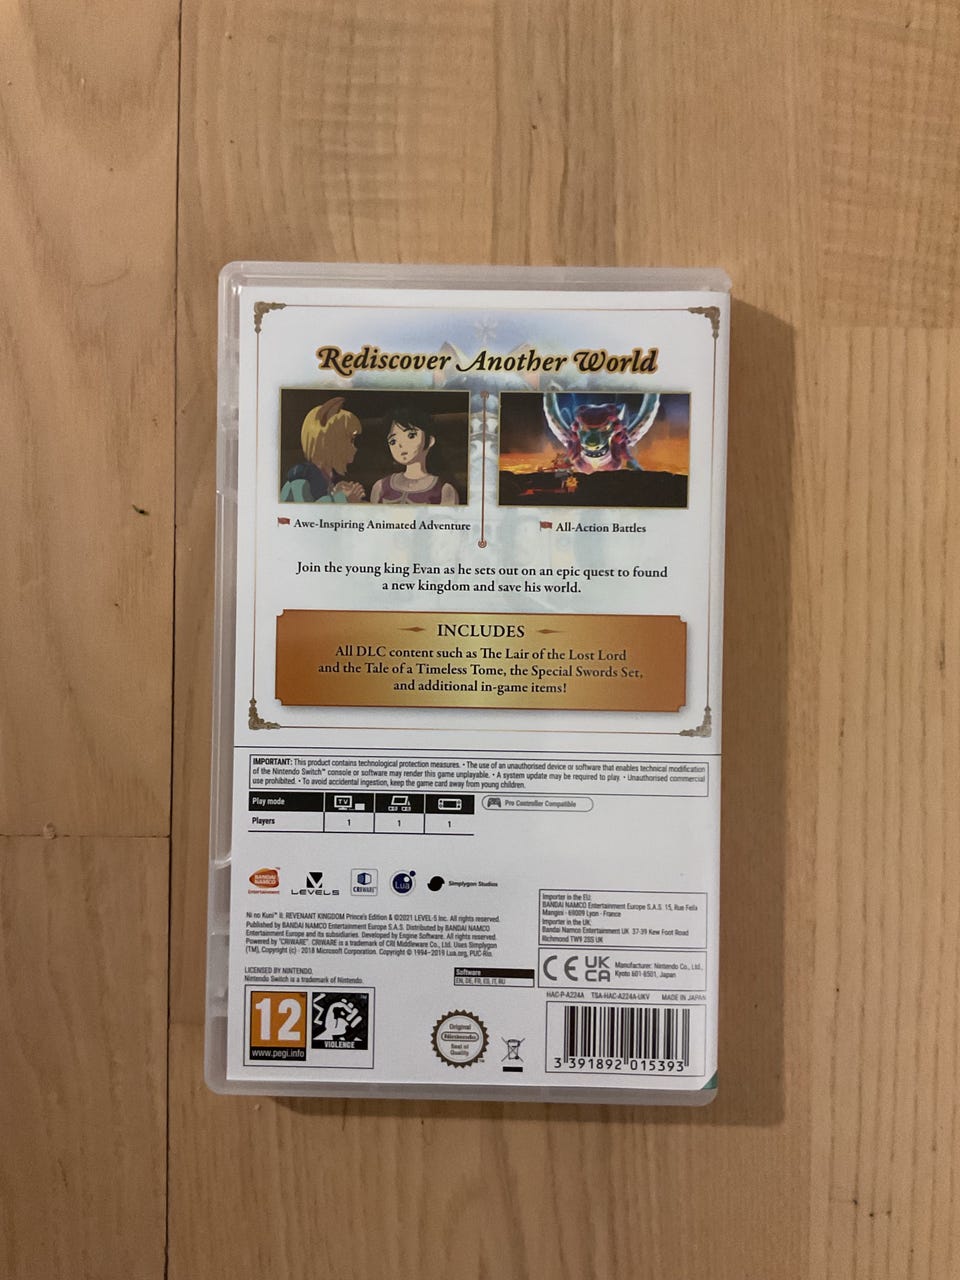 Rediscover Another World
Awe-Inspiring Animated Adventure
All-Action Battles
Join the young king Evan as he sets out on an epic quest to found
a new kingdom and save his world.
INCLUDES
All DLC content such as The Lair of the Lost Lord
and the Tale of a Timeless Tome, the Special Swords Set,
and additional in-game items!
IMPORTANT: This product contains technological protection measures. • The use of an unauthorised device or software that enables technical modification
of the Nintendo Switch™ console or software may render this game unplayable. • A system update may be required to play. • Unauthorised commercial
use prohibited. • To avoid accidental ingestion, keep the game card away from young children.
Play mode
TV
Pro Controller Compatible
Players 1 1 1
BANDAI
NAMCO
Entertainment
LEVEL5
CRIWARE
Lua
Simplygon Studios
Ni no Kuni™ II: REVENANT KINGDOM Prince's Edition & ©2021 LEVEL-5 Inc. All rights reserved.
Published by BANDAI NAMCO Entertainment Europe S.A.S. Distributed by BANDAI NAMCO
Entertainment Europe and its subsidiaries. Developed by Engine Software. All rights reserved.
Powered by "CRIWARE". CRIWARE is a trademark of CRI Middleware Co., Ltd. Uses Simplygon
(TM), Copyright (c) - 2018 Microsoft Corporation. Copyright © 1994–2019 Lua.org, PUC-Rio.
Importer in the EU:
BANDAI NAMCO Entertainment Europe S.A.S. 15, Rue Felix
Mangini - 69009 Lyon - France
Importer in the UK:
Bandai Namco Entertainment UK 37-39 Kew Foot Road
Richmond TW9 2SS UK
LICENSED BY NINTENDO.
Nintendo Switch is a trademark of Nintendo.
Software
EN, DE, FR, ES, IT, RU
CE UK
CA
Manufacturer: Nintendo Co., Ltd.,
Kyoto 601-8501, Japan
HAC-P-A224A TSA-HAC-A224A-UKV MADE IN JAPAN
12
www.pegi.info
VIOLENCE
Original
Nintendo
Seal of
Quality
3 391892 015393